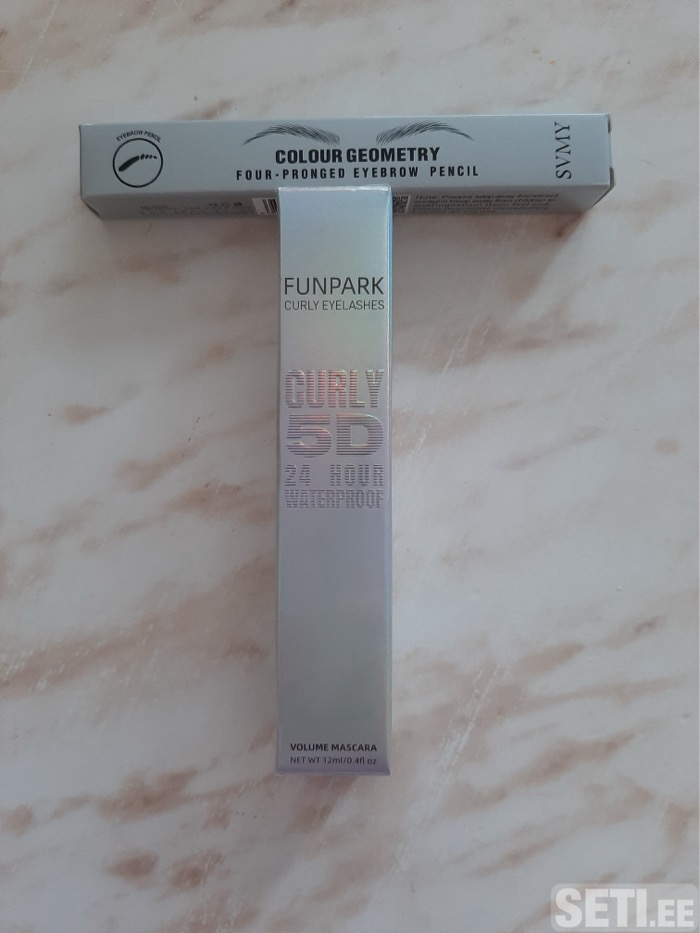 EYEBROW PENCIL
COLOUR GEOMETRY
FOUR-PRONGED EYEBROW PENCIL
SVMY
FUNPARK
CURLY EYELASHES
CURLY
5D
24 HOUR
WATERPROOF
VOLUME MASCARA
NET WT 12ml/0.4fl oz
SETI.EE